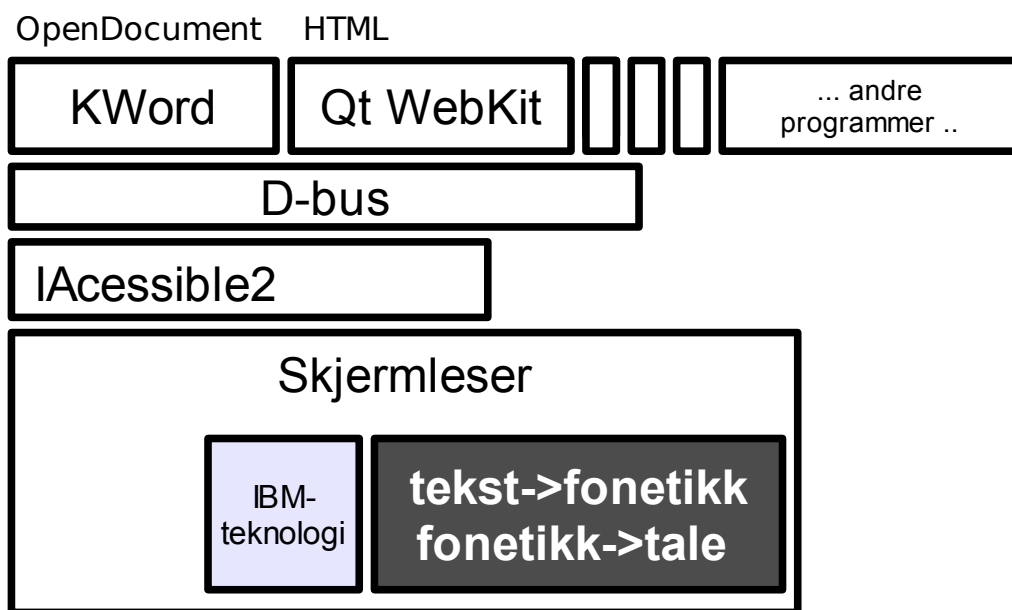 OpenDocument HTML
KWord Qt WebKit ... andre
programmer ..
D-bus
IAcessible2
Skjermleser
IBM-
teknologi
tekst->fonetikk
fonetikk->tale